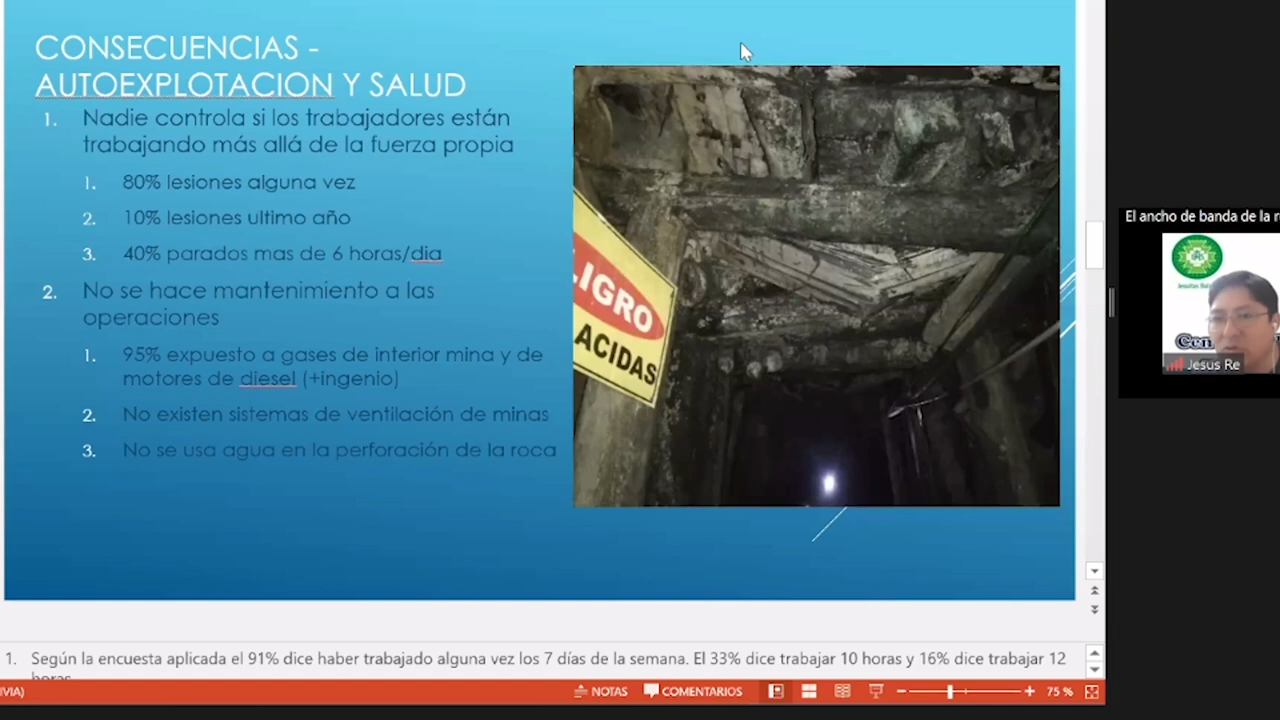 CONSECUENCIAS -
AUTOEXPLOTACION Y SALUD
1. Nadie controla si los trabajadores están
trabajando más allá de la fuerza propia
1. 80% lesiones alguna vez
2. 10% lesiones ultimo año
3. 40% parados mas de 6 horas/dia
2. No se hace mantenimiento a las
operaciones
1. 95% expuesto a gases de interior mina y de
motores de diesel (+ingenio)
2. No existen sistemas de ventilación de minas
3. No se usa agua en la perforación de la roca
LIGRO
ACIDAS
El ancho de banda de la
Jesus Re
1. Según la encuesta aplicada el 91% dice haber trabajado alguna vez los 7 días de la semana. El 33% dice trabajar 10 horas y 16% dice trabajar 12
horas
IVIA)
NOTAS
COMENTARIOS
75 %